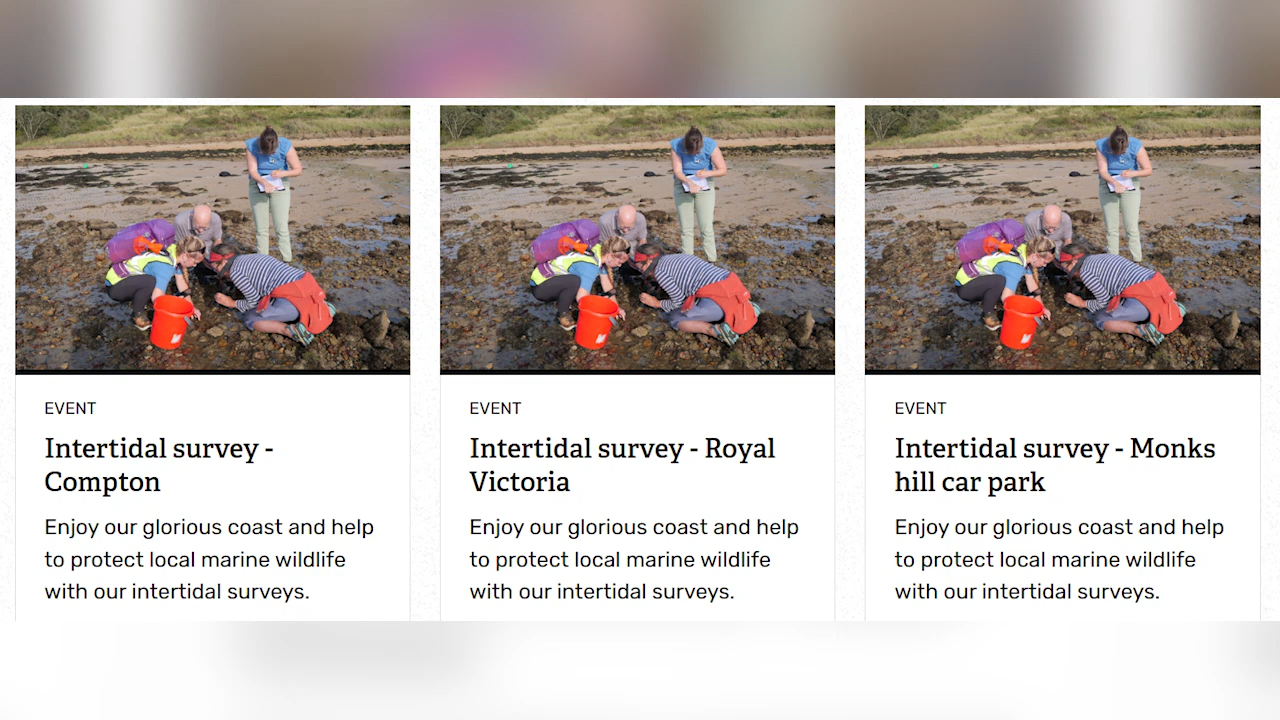 EVENT
Intertidal survey -
Compton
Enjoy our glorious coast and help
to protect local marine wildlife
with our intertidal surveys.
EVENT
Intertidal survey - Royal
Victoria
Enjoy our glorious coast and help
to protect local marine wildlife
with our intertidal surveys.
EVENT
Intertidal survey - Monks
hill car park
Enjoy our glorious coast and help
to protect local marine wildlife
with our intertidal surveys.